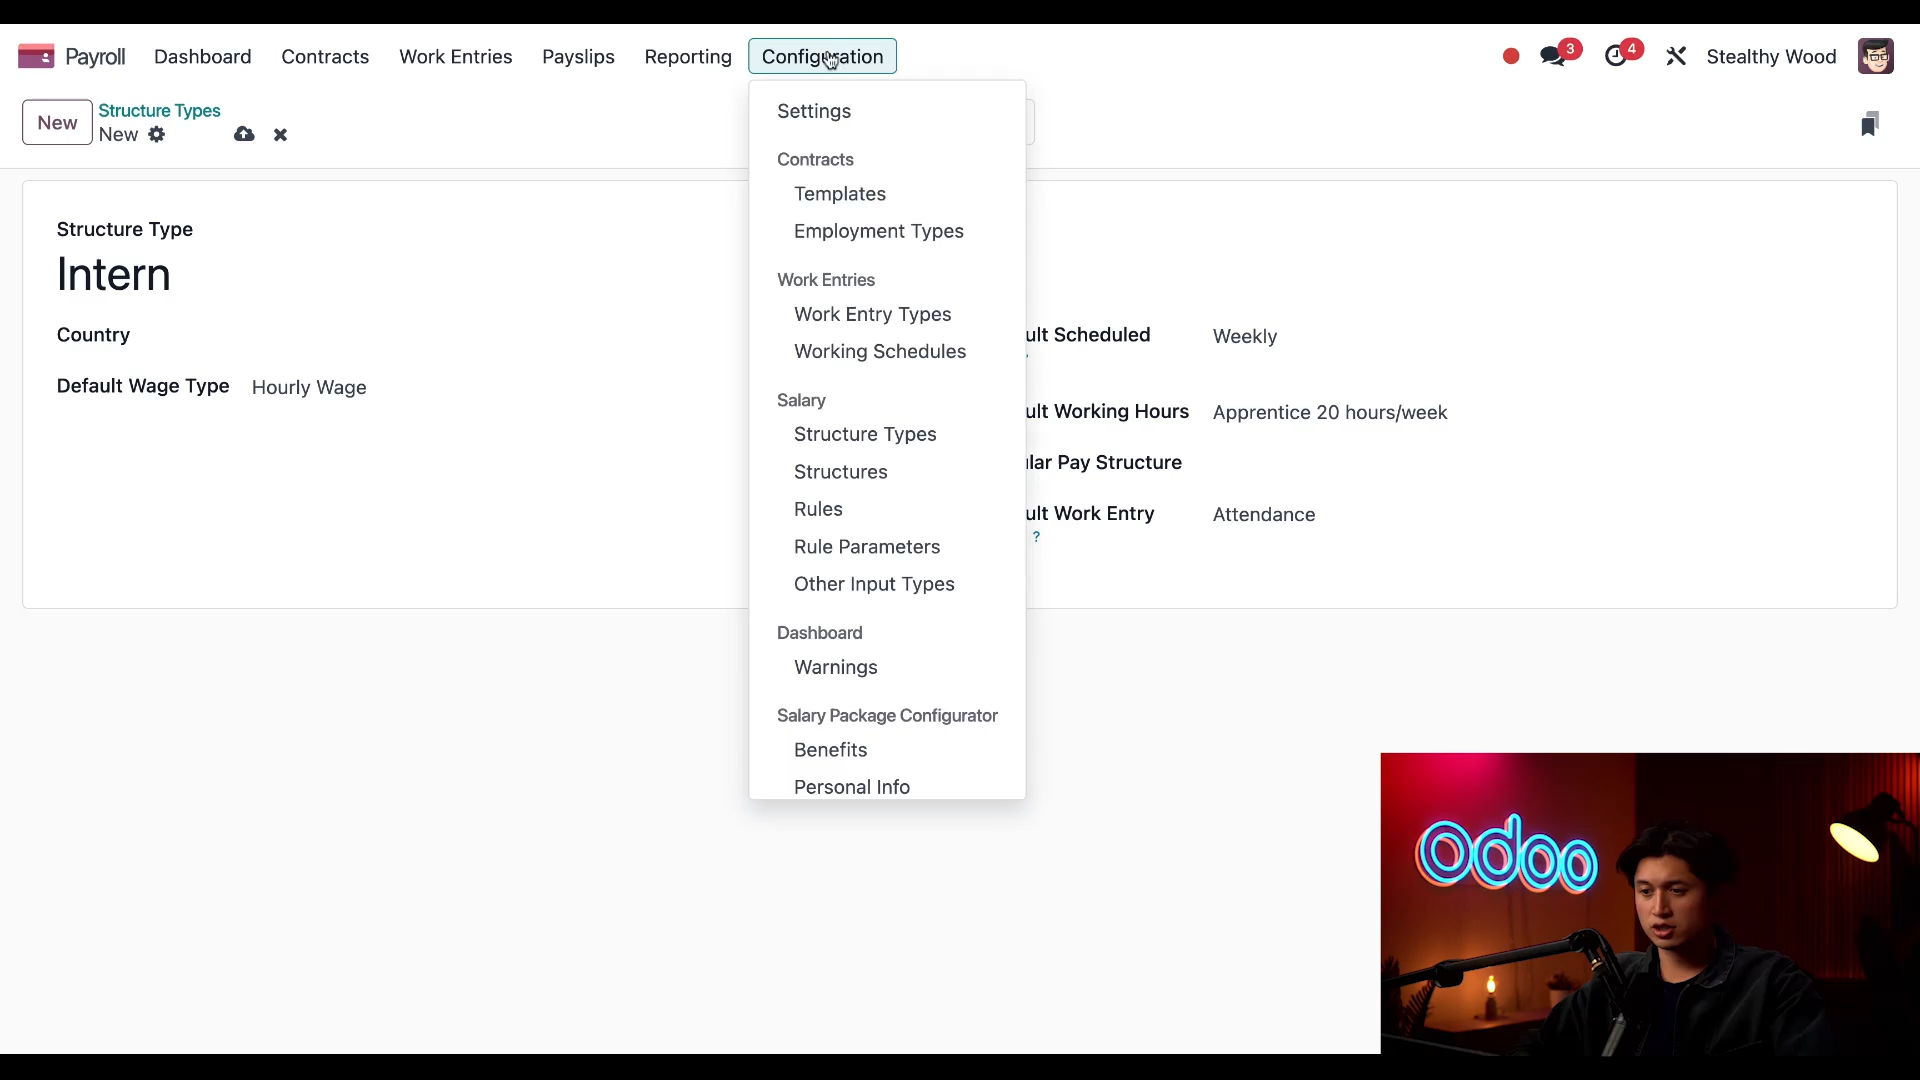 Payroll Dashboard Contracts Work Entries Payslips Reporting Configuration 3 4 Stealthy Wood
New Structure Types
New
Settings
Contracts
Templates
Employment Types
Work Entries
Work Entry Types
Working Schedules
Salary
Structure Types
Structures
Rules
Rule Parameters
Other Input Types
Dashboard
Warnings
Salary Package Configurator
Benefits
Personal Info
Structure Type
Intern
Country
Default Wage Type Hourly Wage
ult Scheduled Weekly
ult Working Hours Apprentice 20 hours/week
lar Pay Structure
ult Work Entry Attendance
?
odoo